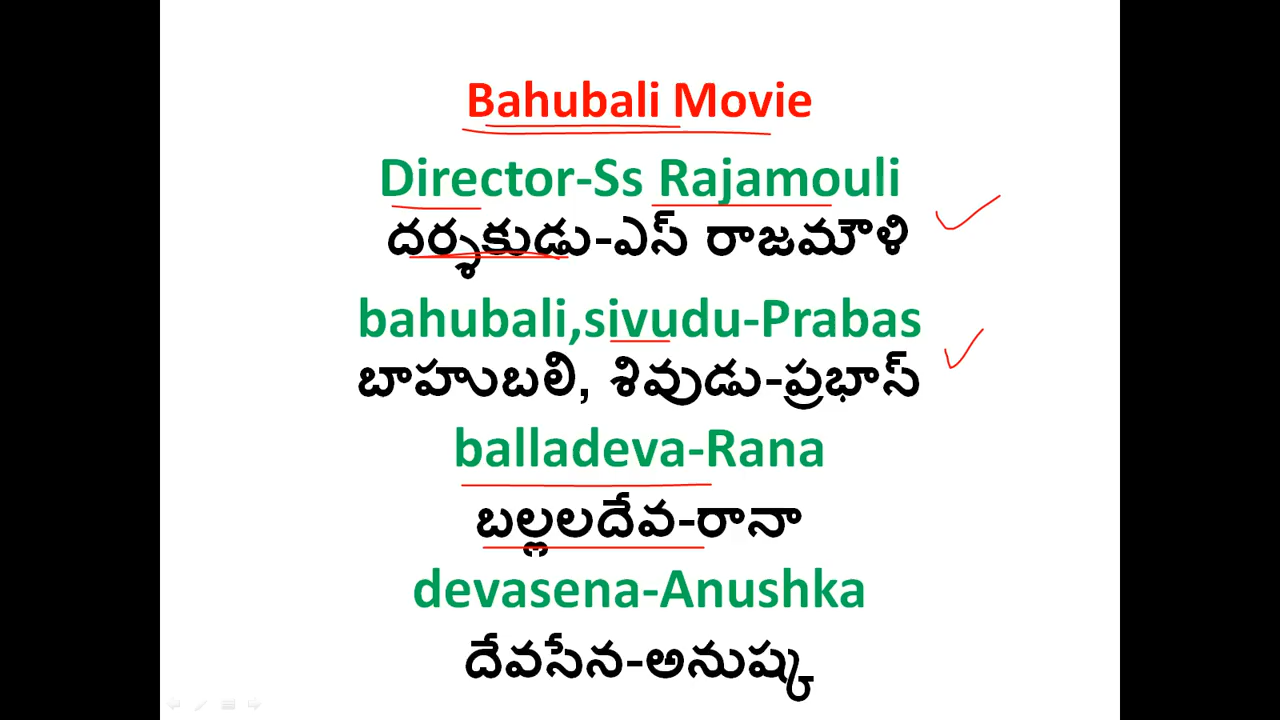 Bahubali Movie
Director-Ss Rajamouli
దర్శకుడు-ఎస్ రాజమౌళి
bahubali,sivudu-Prabas
బాహుబలి, శివుడు-ప్రభాస్
balladeva-Rana
బల్లలదేవ-రానా
devasena-Anushka
దేవసేన-అనుష్క